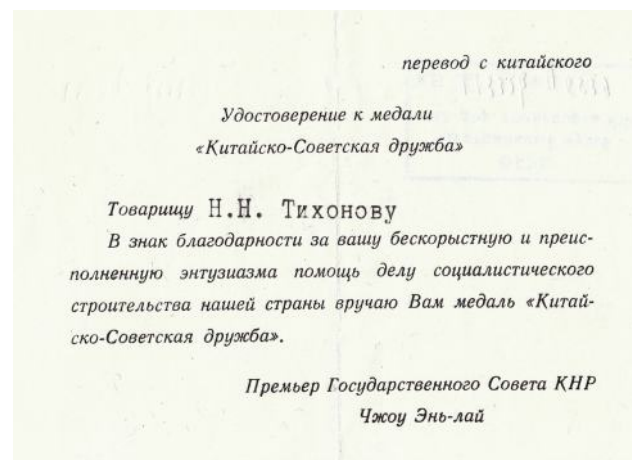 перевод с китайского
Удостоверение к медали
«Китайско-Советская дружба»
Товарищу Н.Н. Тихонову
В знак благодарности за вашу бескорыстную и преис-
полненную энтузиазма помощь делу социалистического
строительства нашей страны вручаю Вам медаль «Китай-
ско-Советская дружба».
Премьер Государственного Совета КНР
Чжоу Энь-лай